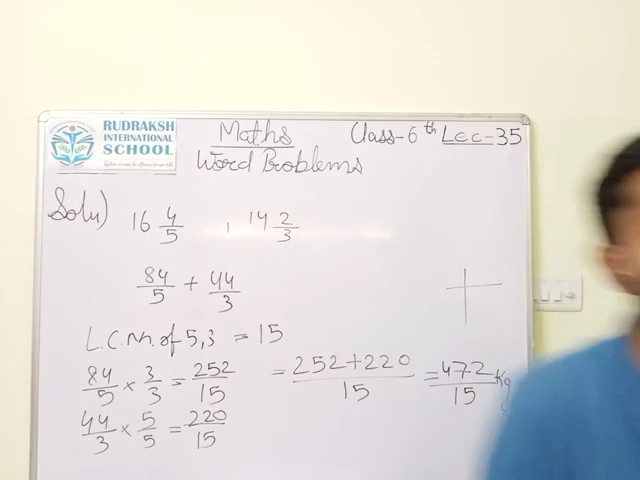 RUDRAKSH
INTERNATIONAL
SCHOOL
Maths
Class-6th Lec-35
Word Problems
Solu)
16 4/5 , 14 2/3
84/5 + 44/3
L.C.M. of 5,3 = 15
84/5 × 3/3 = 252/15
= 252+220/15 = 472/15 Kg
44/3 × 5/5 = 220/15